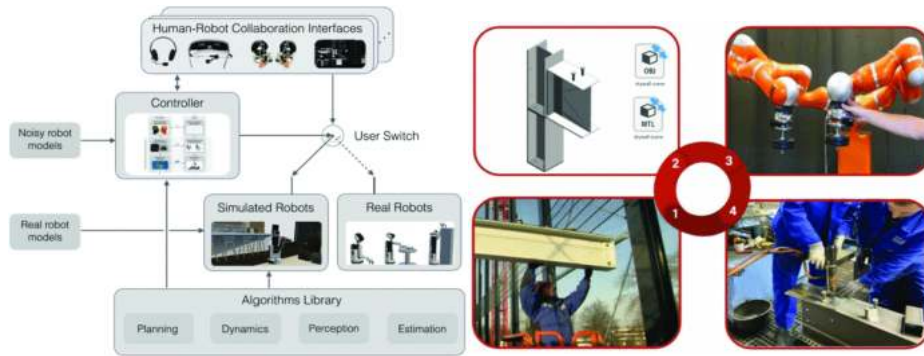 Human-Robot Collaboration Interfaces
Controller
Noisy robot
models
User Switch
Simulated Robots
Real Robots
Real robot
models
Algorithms Library
Planning
Dynamics
Perception
Estimation
OBJ
MTL
2
3
1
4